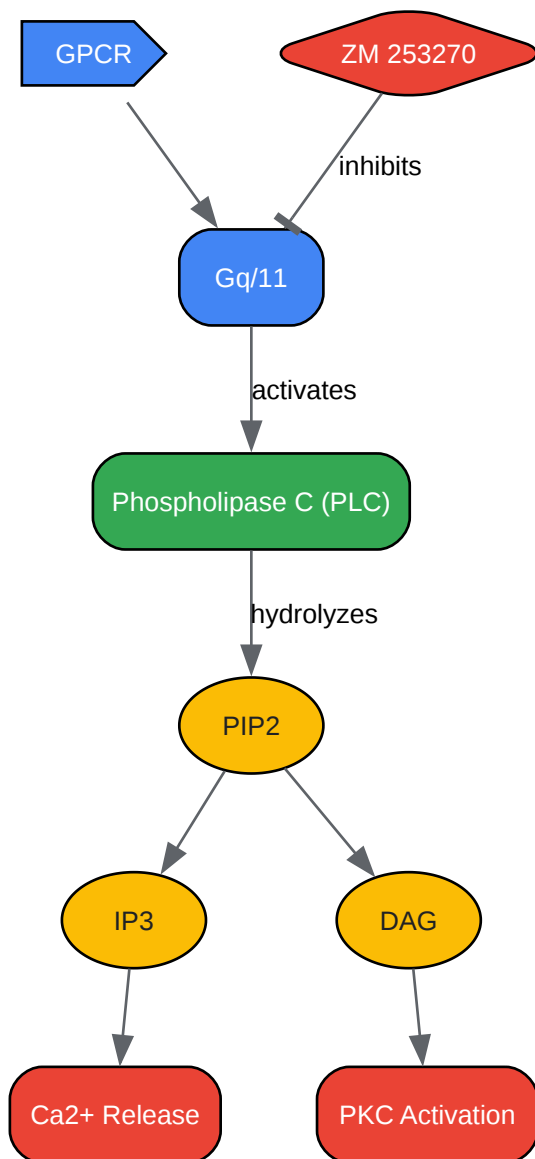 GPCR
ZM 253270
inhibits
Gq/11
activates
Phospholipase C (PLC)
hydrolyzes
PIP2
IP3
DAG
Ca2+ Release
PKC Activation